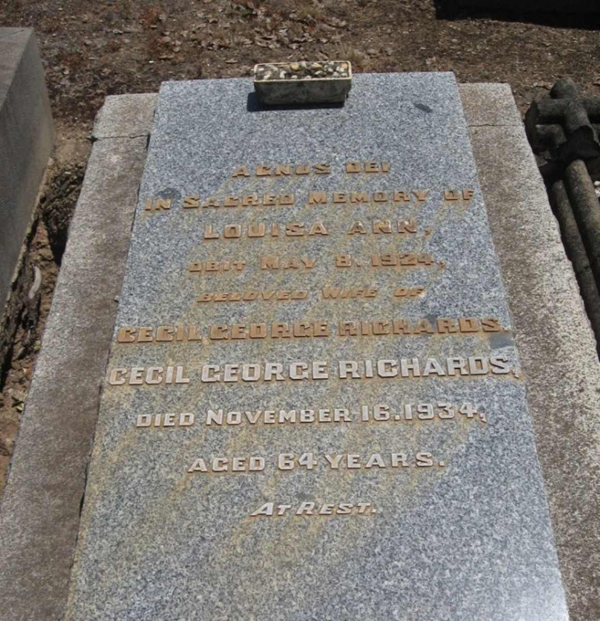 AGNUS DEI
IN SACRED MEMORY OF
LOUISA ANN,
OBIT MAY 8. 1924,
BELOVED WIFE OF
CECIL GEORGE RICHARDS.
CECIL GEORGE RICHARDS,
DIED NOVEMBER 16. 1934,
AGED 64 YEARS.
AT REST.